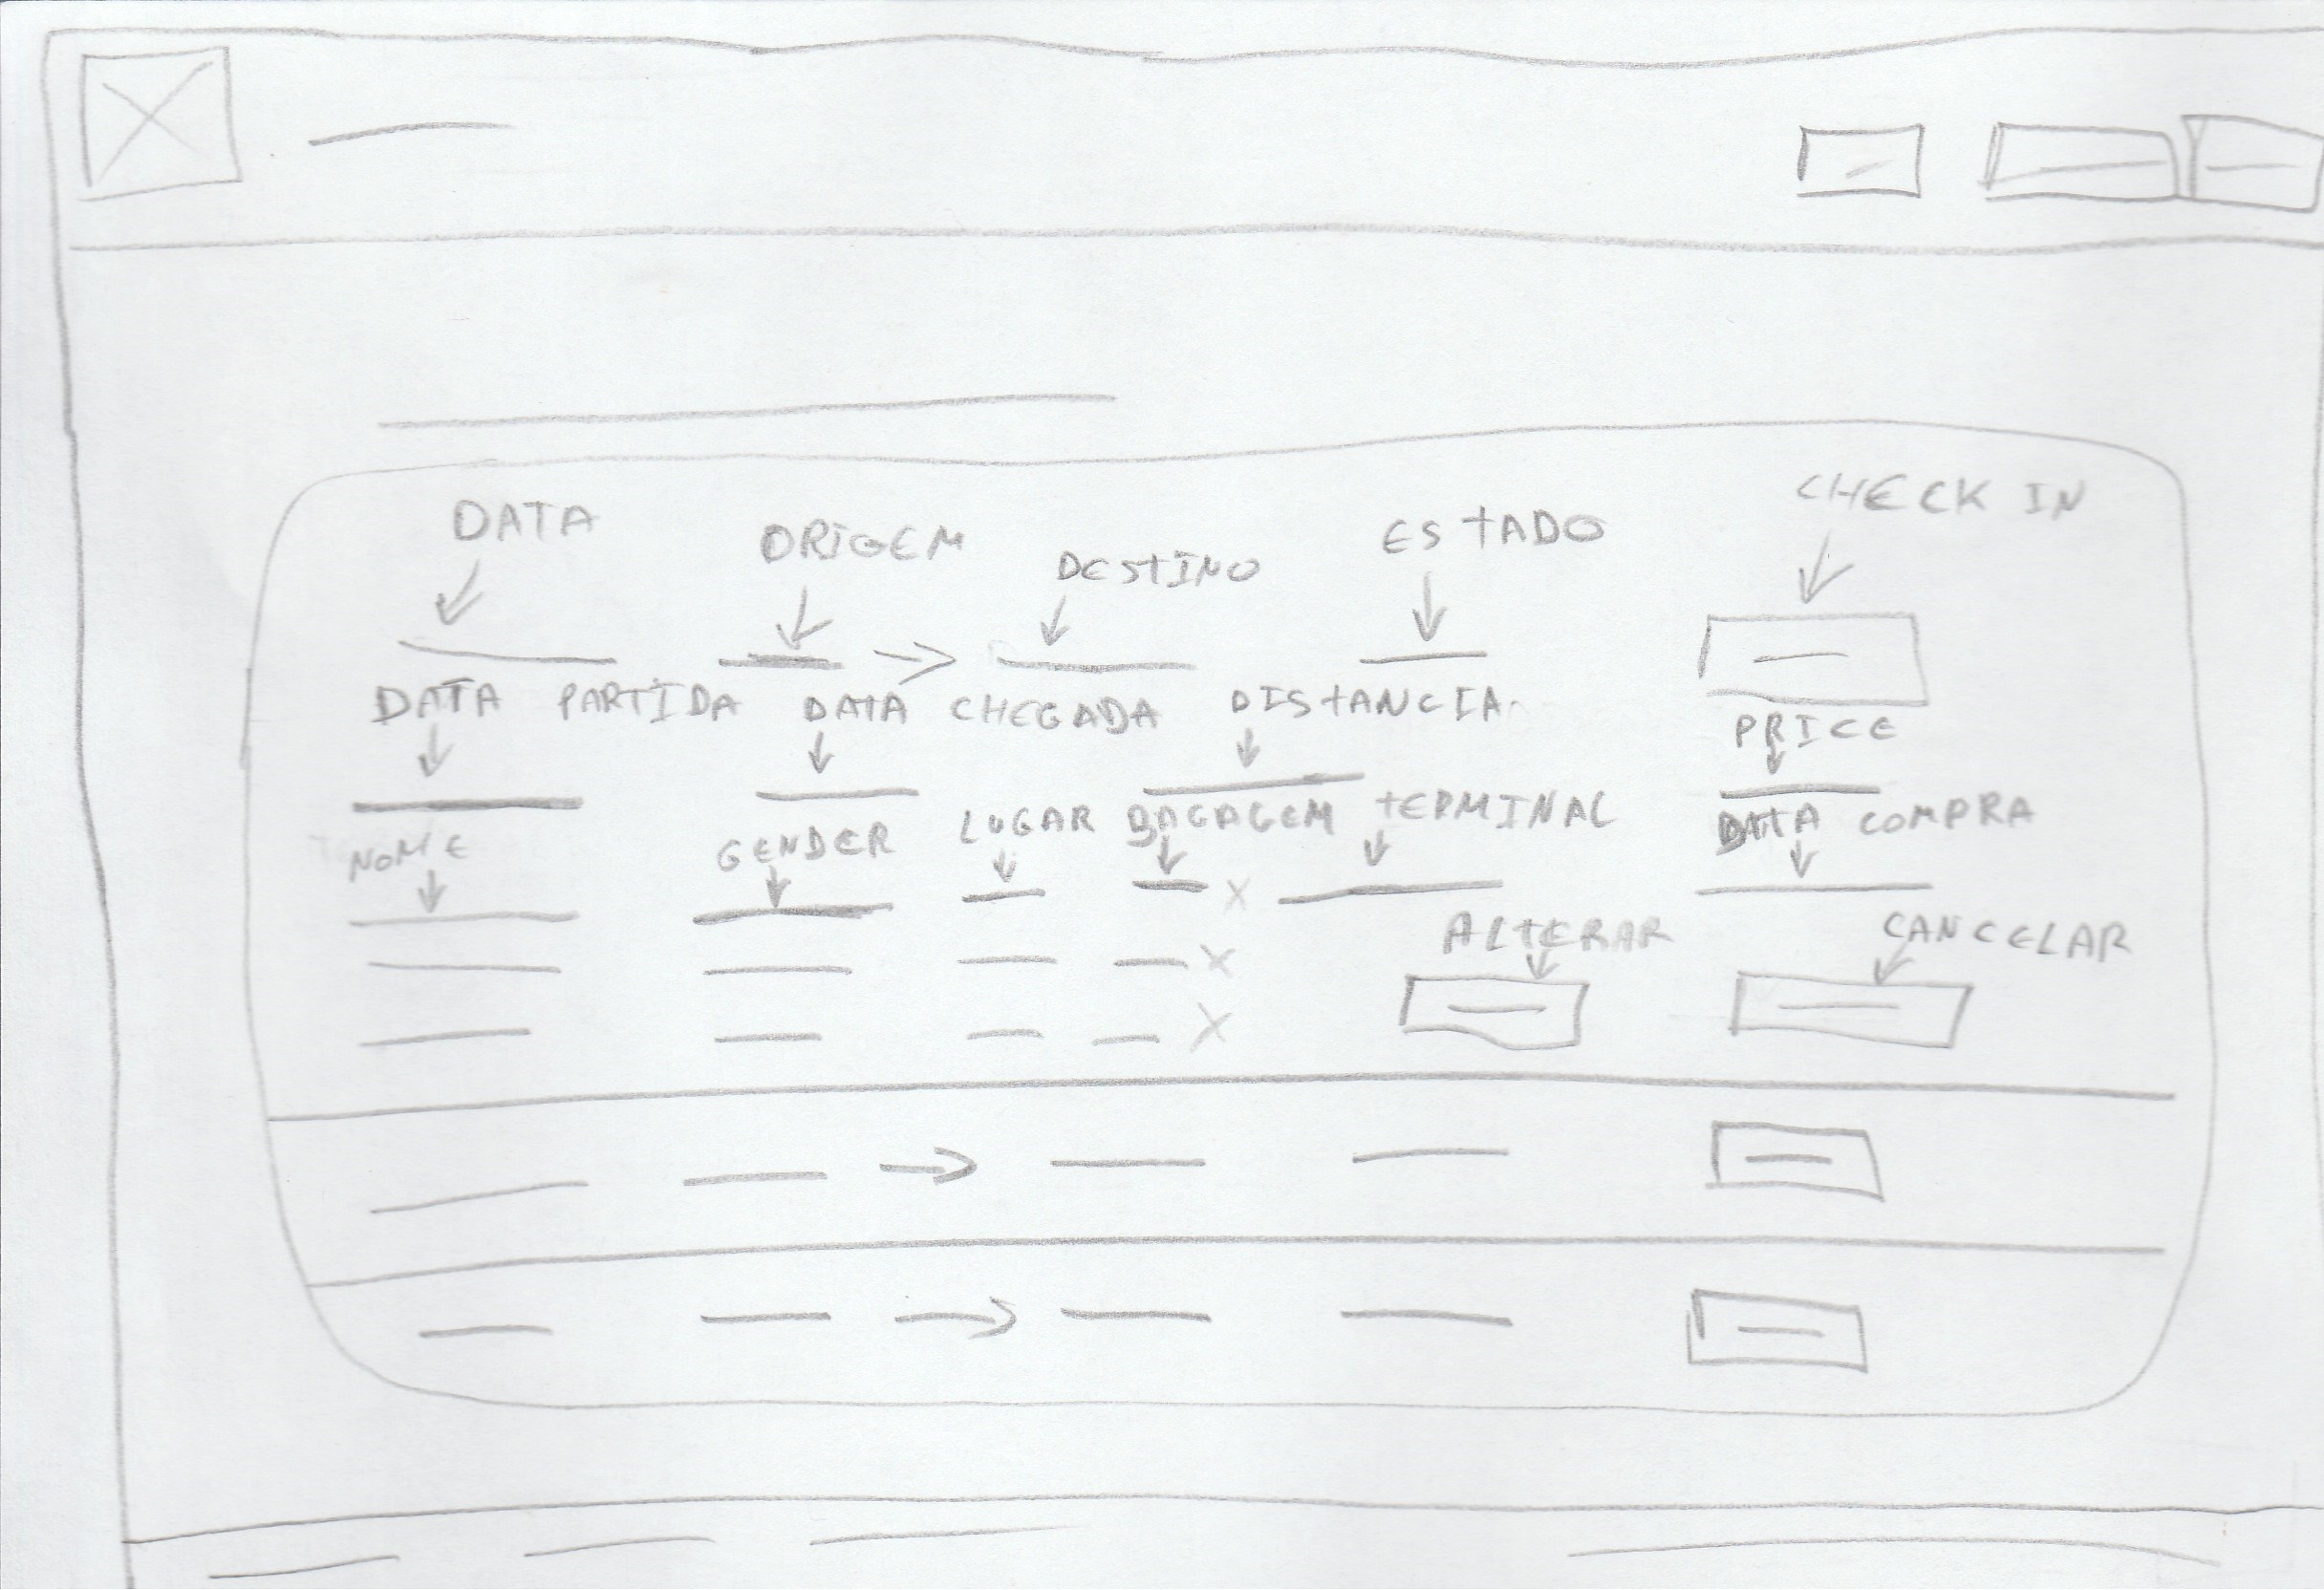 DATA ORIGEM DESTINO ESTADO CHECK IN
DATA PARTIDA DATA CHEGADA DISTANCIA PRICE
NOME GENDER LUGAR BAGAGEM TERMINAL DATA COMPRA
ALTERAR CANCELAR